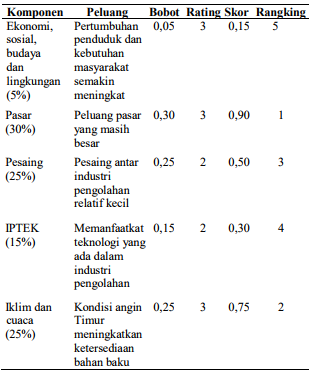 Komponen Peluang Bobot Rating Skor Rangking
Ekonomi, Pertumbuhan 0,05 3 0,15 5
sosial, penduduk dan
budaya kebutuhan
dan masyarakat
lingkungan semakin
(5%) meningkat
Pasar Peluang pasar 0,30 3 0,90 1
(30%) yang masih
besar
Pesaing Pesaing antar 0,25 2 0,50 3
(25%) industri
pengolahan
relatif kecil
IPTEK Memanfaatkat 0,15 2 0,30 4
(15%) teknologi yang
ada dalam
industri
pengolahan
Iklim dan Kondisi angin 0,25 3 0,75 2
cuaca Timur
(25%) meningkatkan
ketersediaan
bahan baku